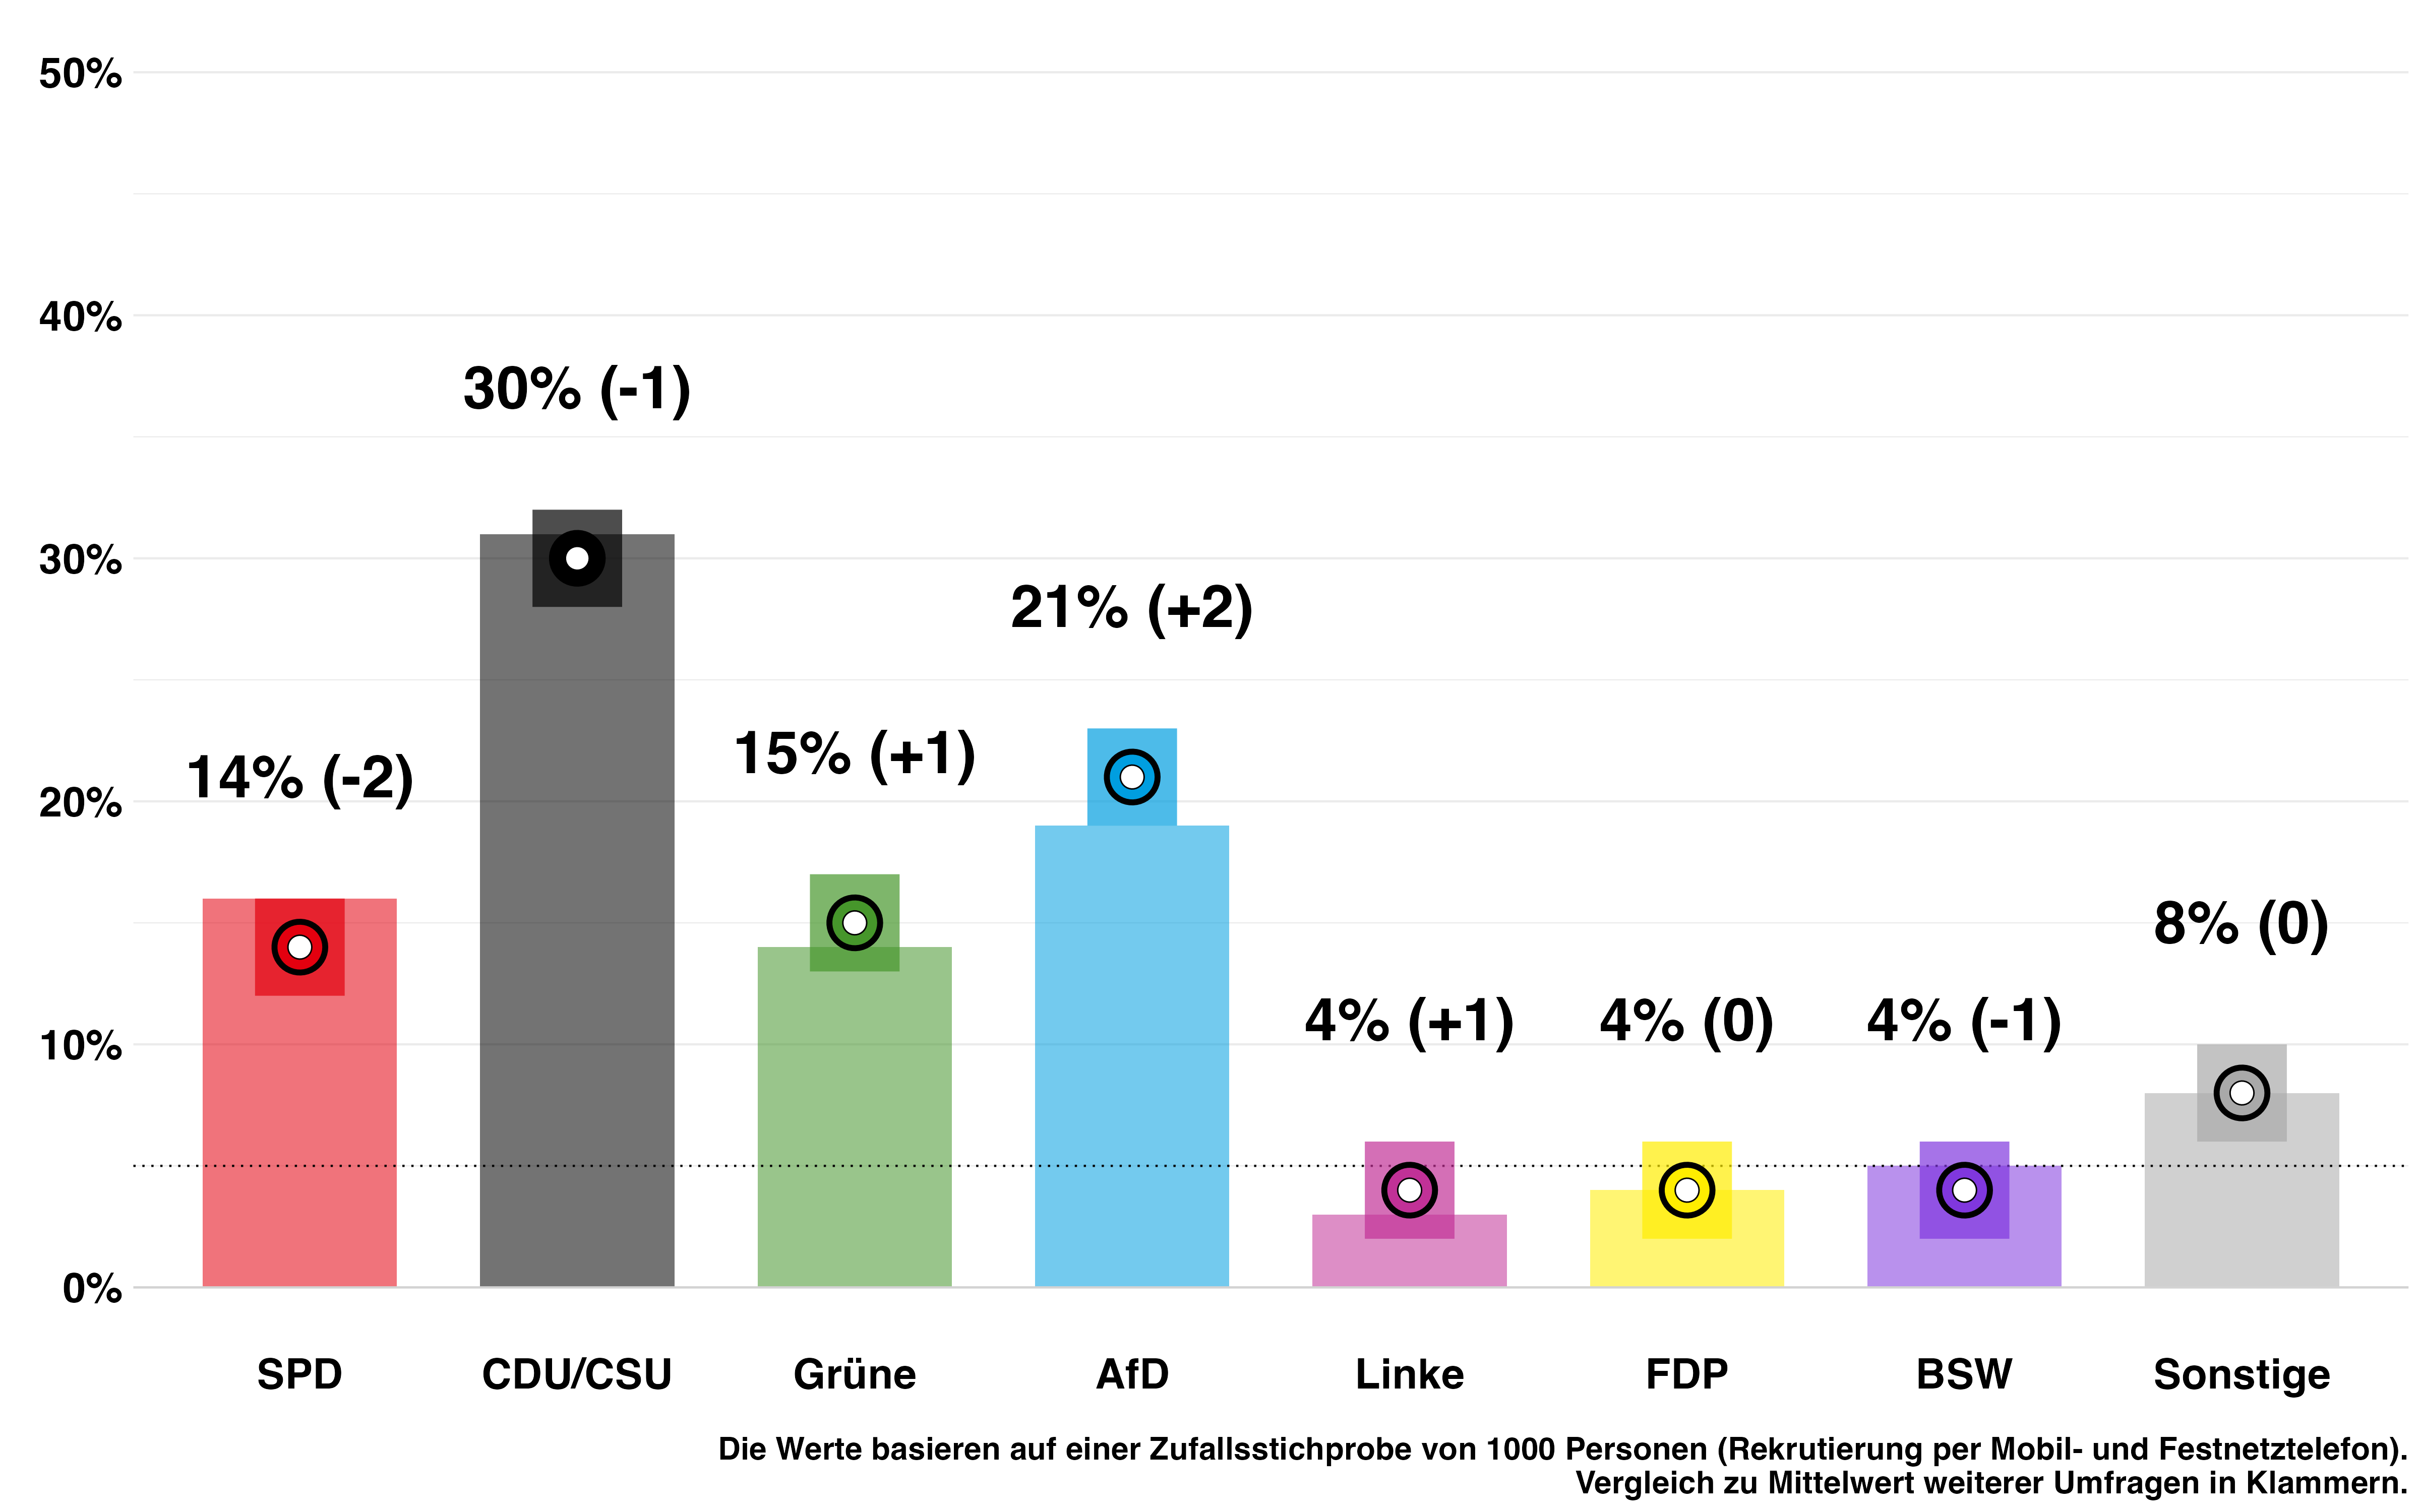 50%
40%
30%
20%
10%
0%
14% (-2)
30% (-1)
15% (+1)
21% (+2)
4% (+1)
4% (0)
4% (-1)
8% (0)
SPD
CDU/CSU
Grüne
AfD
Linke
FDP
BSW
Sonstige
Die Werte basieren auf einer Zufallsstichprobe von 1000 Personen (Rekrutierung per Mobil- und Festnetztelefon).
Vergleich zu Mittelwert weiterer Umfragen in Klammern.